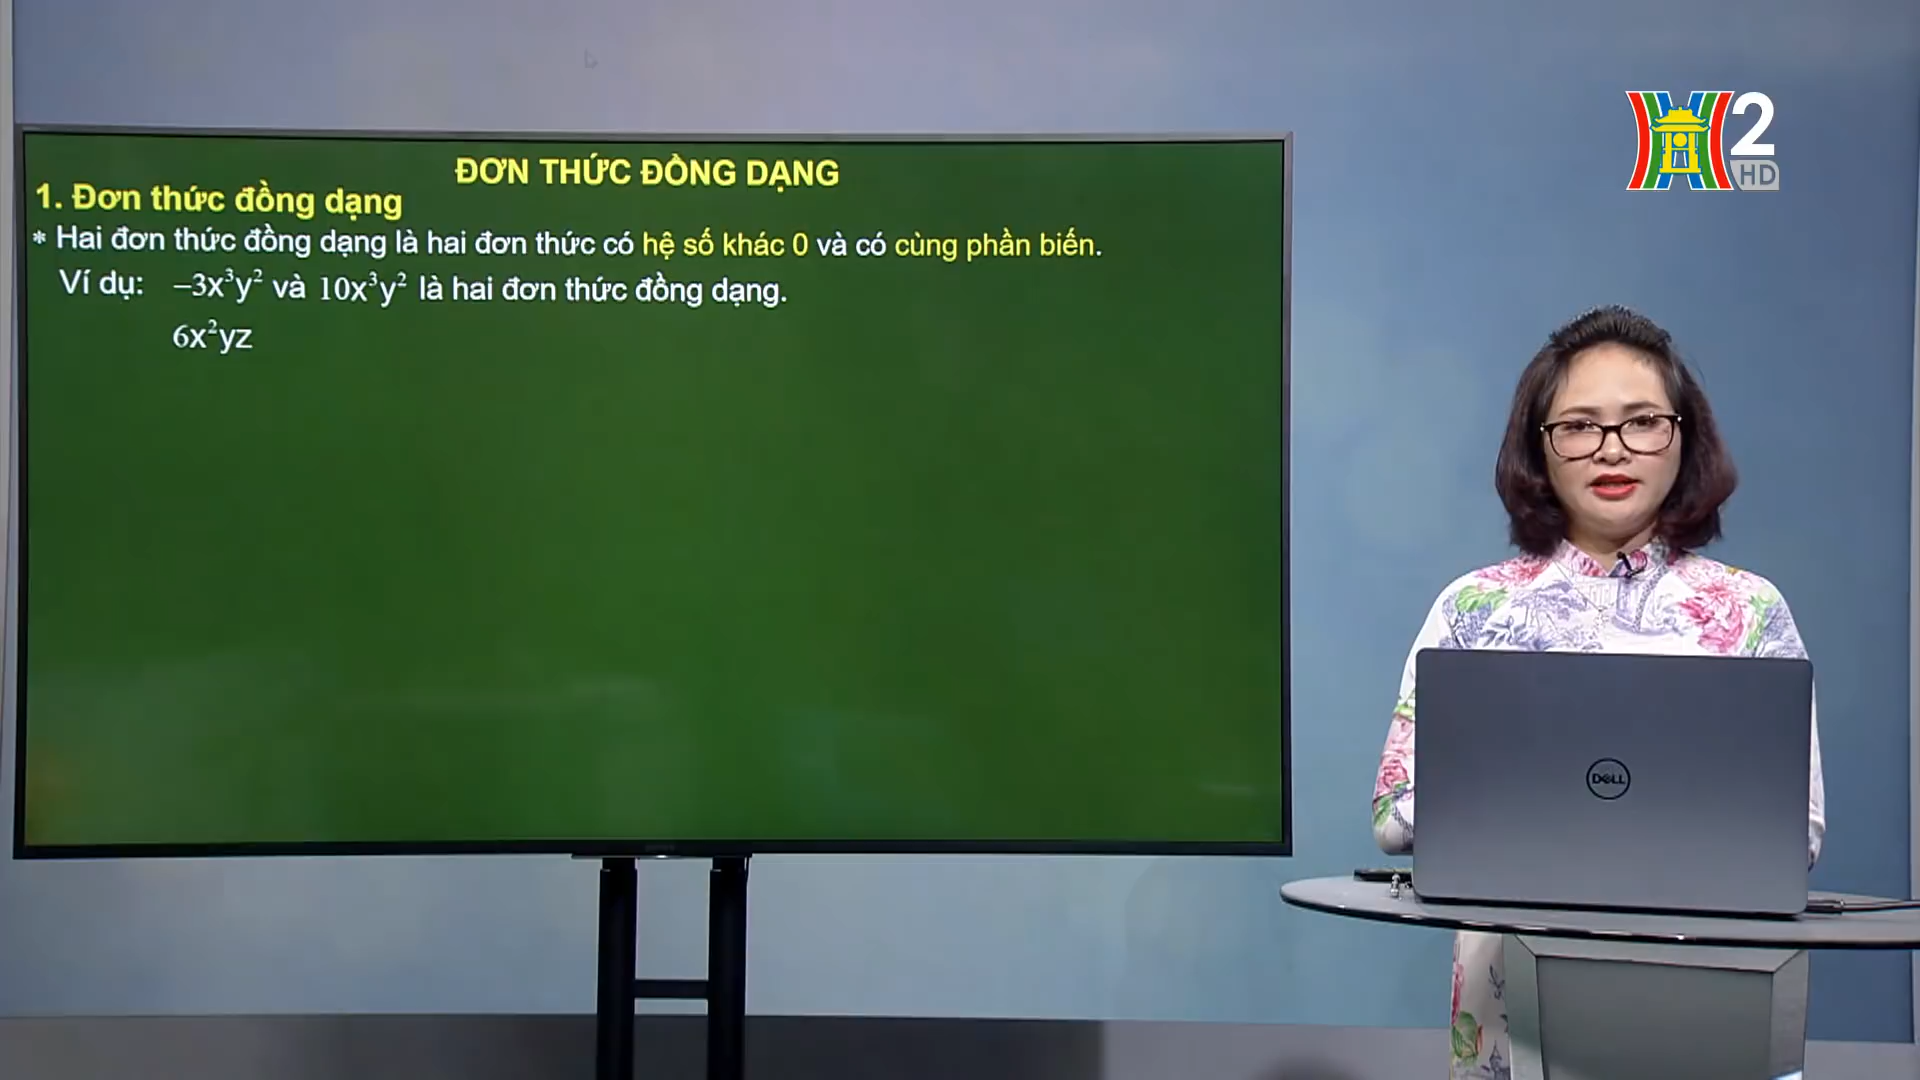 ĐƠN THỨC ĐỒNG DẠNG
1. Đơn thức đồng dạng
* Hai đơn thức đồng dạng là hai đơn thức có hệ số khác 0 và có cùng phần biến.
Ví dụ: −3x³y² và 10x³y² là hai đơn thức đồng dạng.
6x²yz
H2
HD
DELL